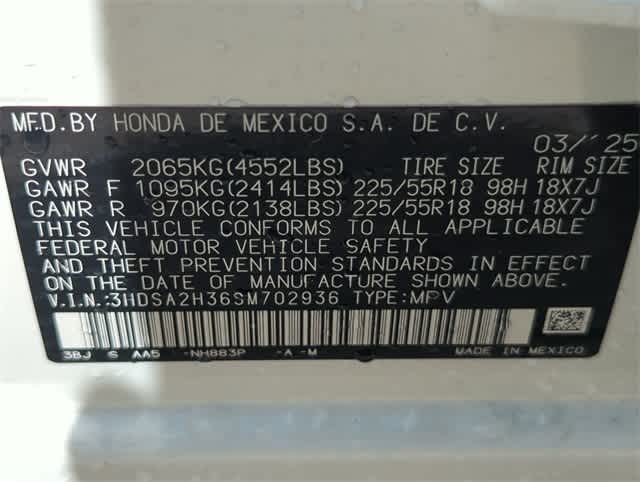 MFD.BY HONDA DE MEXICO S.A. DE C.V.
03/'25
GVWR 2065KG(4552LBS) TIRE SIZE RIM SIZE
GAWR F 1095KG(2414LBS) 225/55R18 98H 18X7J
GAWR R 970KG(2138LBS) 225/55R18 98H 18X7J
THIS VEHICLE CONFORMS TO ALL APPLICABLE
FEDERAL MOTOR VEHICLE SAFETY
AND THEFT PREVENTION STANDARDS IN EFFECT
ON THE DATE OF MANUFACTURE SHOWN ABOVE.
V.I.N.:3HDSA2H36SM702936 TYPE:MPV
3BJ S AA5 -NH883P -A -M MADE IN MEXICO